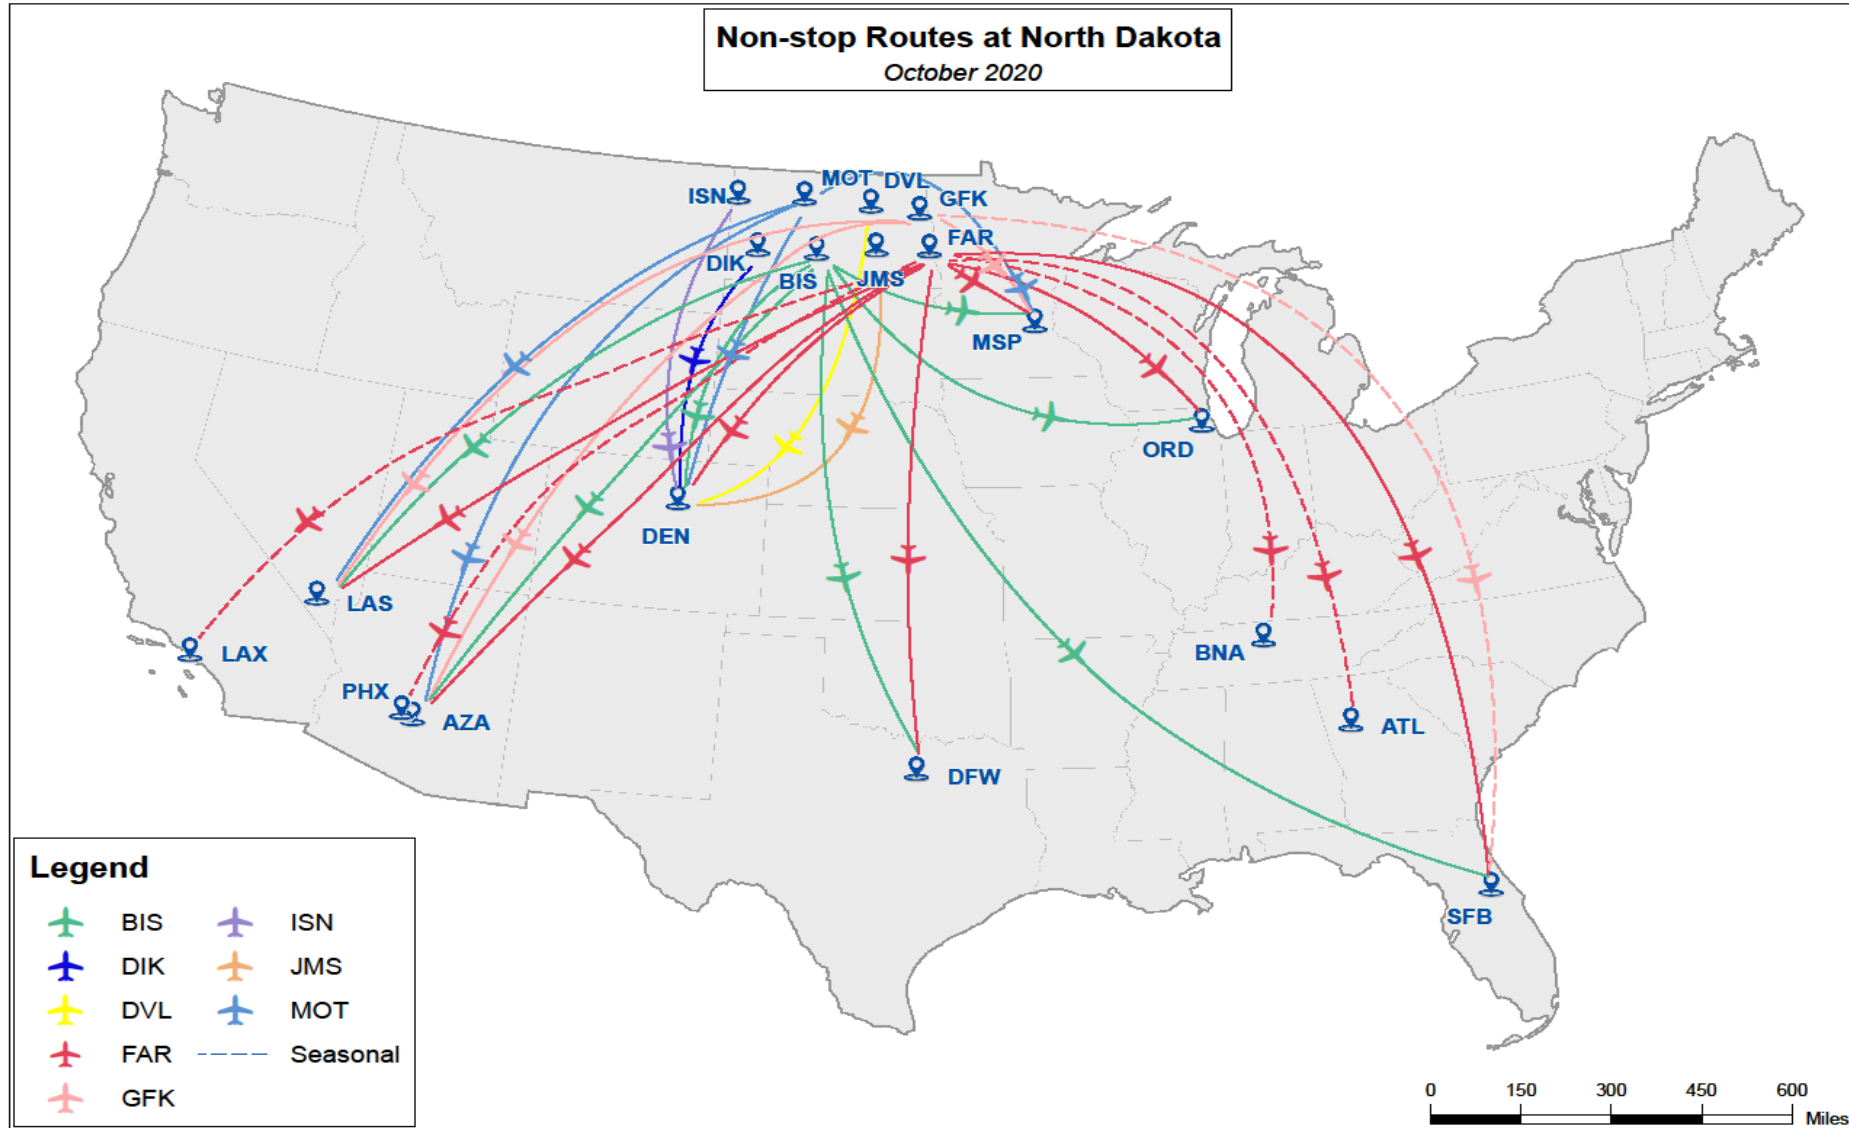 Non-stop Routes at North Dakota
October 2020
ISN
MOT
DVL
GFK
DIK
BIS
JMS
FAR
MSP
ORD
DEN
LAS
LAX
PHX
AZA
DFW
BNA
ATL
SFB
Legend
BIS
ISN
DIK
JMS
DVL
MOT
FAR
Seasonal
GFK
0 150 300 450 600
Miles